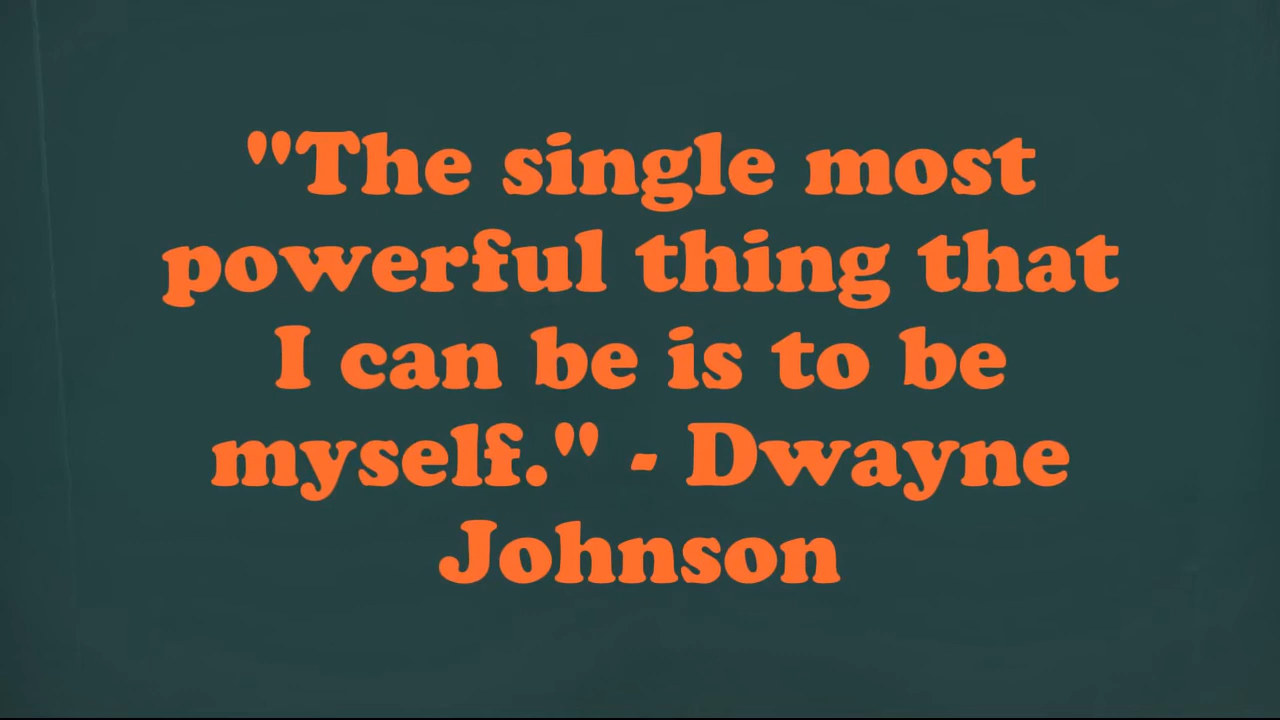 "The single most
powerful thing that
I can be is to be
myself." - Dwayne
Johnson